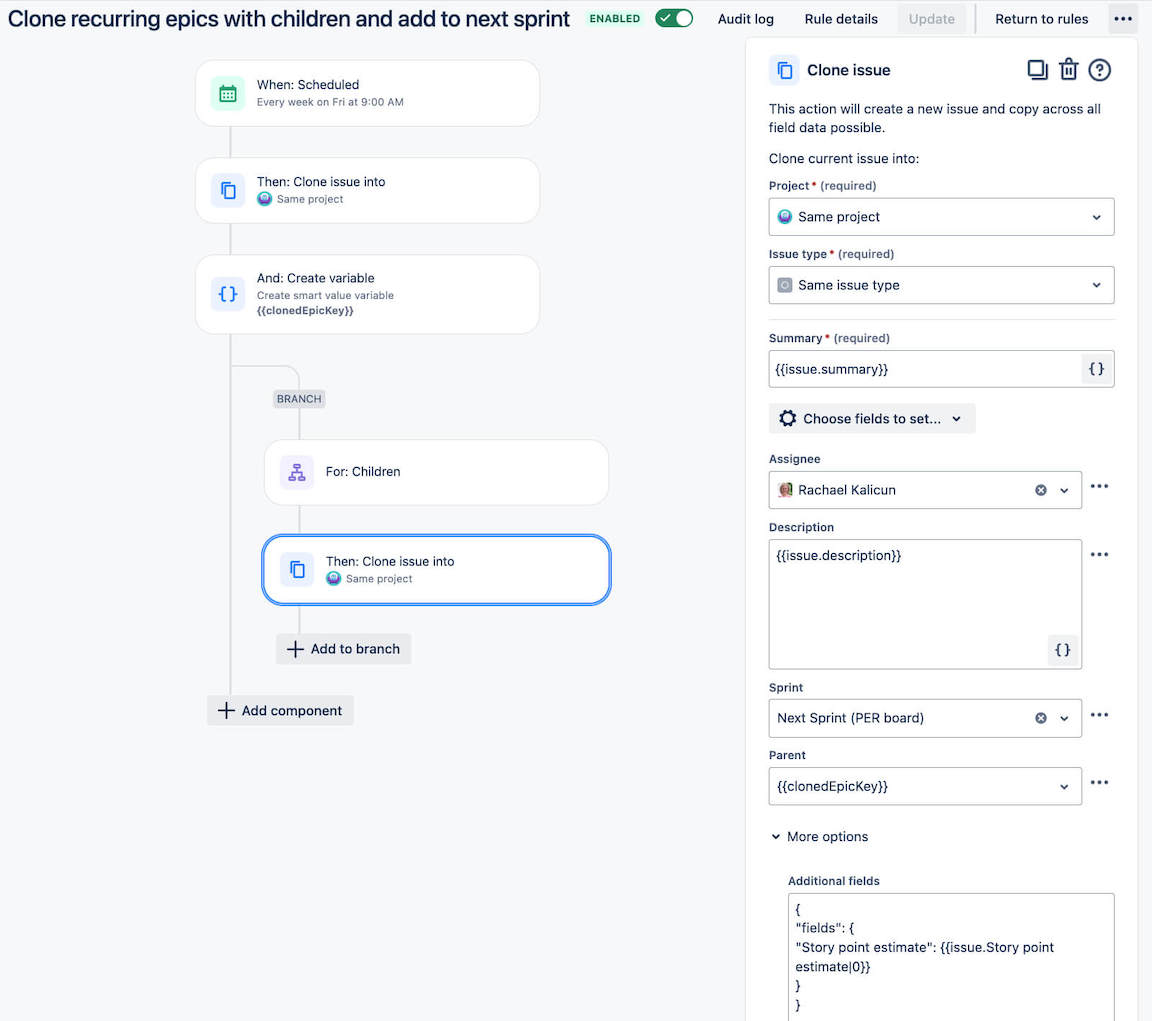 Clone recurring epics with children and add to next sprint ENABLED Audit log Rule details Update Return to rules
When: Scheduled
Every week on Fri at 9:00 AM
Then: Clone issue into
Same project
And: Create variable
Create smart value variable
{{clonedEpicKey}}
BRANCH
For: Children
Then: Clone issue into
Same project
Add to branch
Add component
Clone issue
This action will create a new issue and copy across all
field data possible.
Clone current issue into:
Project * (required)
Same project
Issue type * (required)
Same issue type
Summary * (required)
{{issue.summary}}
{}
Choose fields to set...
Assignee
Rachael Kalicun
Description
{{issue.description}}
{}
Sprint
Next Sprint (PER board)
Parent
{{clonedEpicKey}}
More options
Additional fields
{
"fields": {
"Story point estimate": {{issue.Story point
estimate|0}}
}
}